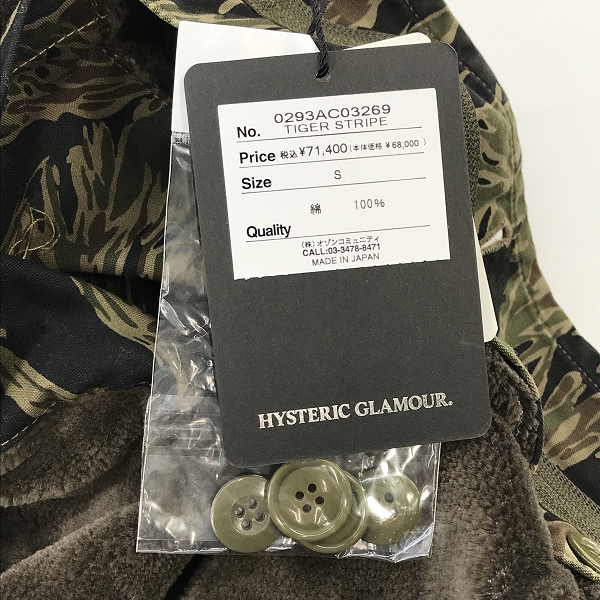 No. 0293AC03269
TIGER STRIPE
Price 税込¥71,400(本体価格 ¥68,000)
Size S
綿 100%
Quality
(株)オゾンコミュニティ
CALL:03-3478-8471
MADE IN JAPAN
HYSTERIC GLAMOUR.